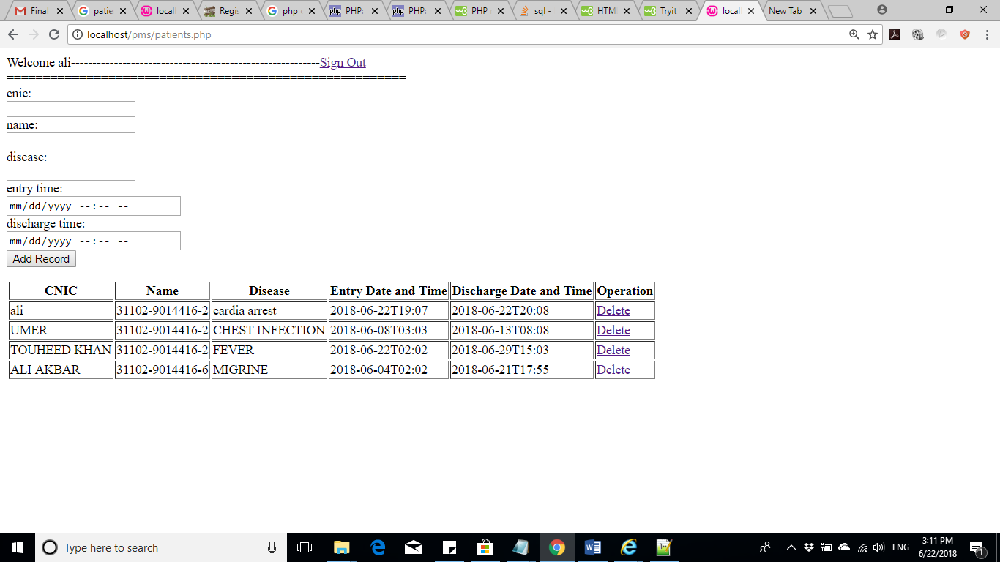 Final
patie
local
Regis
php c
PHP:
PHP:
PHP
sql -
HTM
Tryit
local
New Tab
localhost/pms/patients.php
Welcome ali----------------------------------------------------------Sign Out
=======================================================
cnic:
name:
disease:
entry time:
mm/dd/yyyy --:-- --
discharge time:
mm/dd/yyyy --:-- --
Add Record
CNIC Name Disease Entry Date and Time Discharge Date and Time Operation
ali 31102-9014416-2 cardia arrest 2018-06-22T19:07 2018-06-22T20:08 Delete
UMER 31102-9014416-2 CHEST INFECTION 2018-06-08T03:03 2018-06-13T08:08 Delete
TOUHEED KHAN 31102-9014416-2 FEVER 2018-06-22T02:02 2018-06-29T15:03 Delete
ALI AKBAR 31102-9014416-6 MIGRINE 2018-06-04T02:02 2018-06-21T17:55 Delete
Type here to search
ENG
3:11 PM
6/22/2018
1